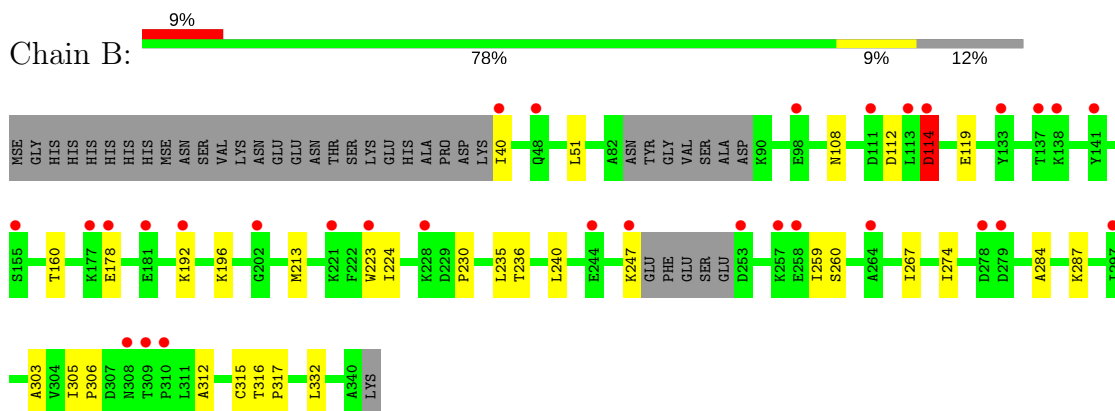 9%
Chain B:
78% 9% 12%
MSE GLY HIS HIS HIS HIS HIS HIS MSE ASN SER VAL LYS ASN GLU GLU ASN THR SER LYS GLU HIS ALA PRO ASP LYS I40 Q48 L51 A82 ASN TYR GLY VAL SER ALA ASP K90 E98 N108 D111 D112 L113 D114 E119 Y133 T137 K138 Y141
S155 T160 K177 E178 E181 K192 K196 G202 M213 K221 F222 W223 I224 K228 D229 P230 L235 T236 L240 E244 K247 GLU PHE GLU SER GLU D253 K257 E258 I259 S260 A264 I267 I274 D278 D279 A284 K287
A303 V304 I305 P306 D307 N308 T309 P310 L311 A312 C315 T316 P317 L332 A340 LYS